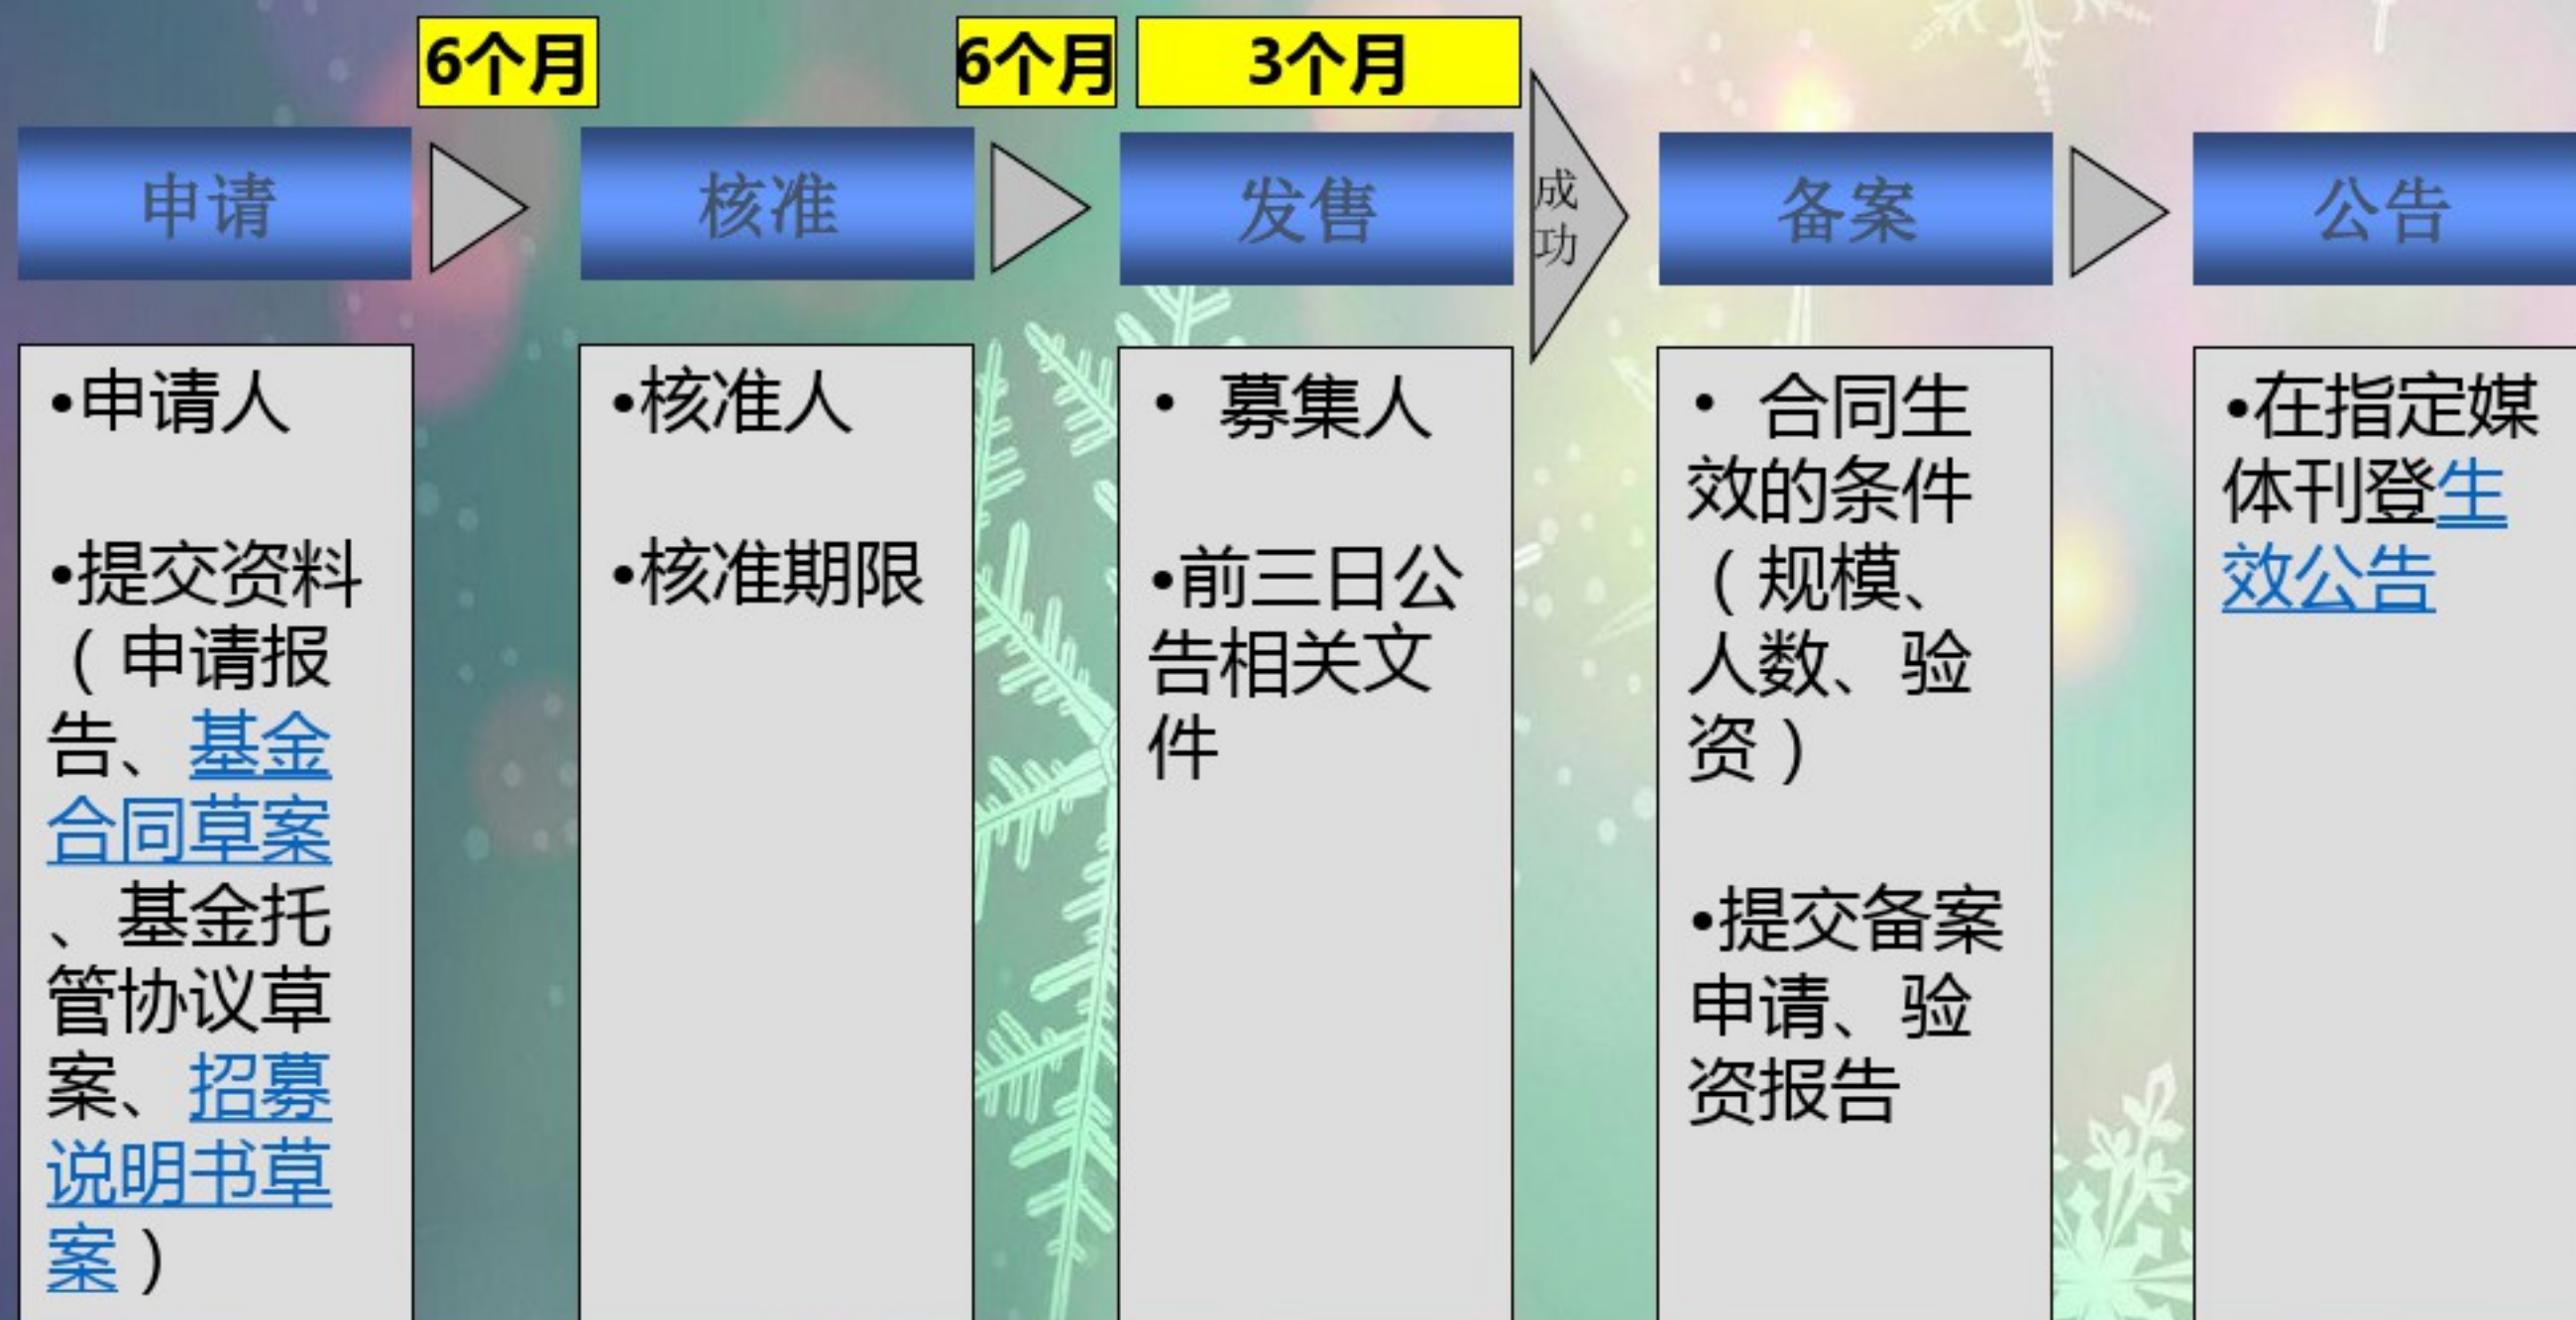 6个月
6个月
3个月
申请
核准
发售
成
功
备案
公告
•申请人
•提交资料
（申请报
告、基金
合同草案
、基金托
管协议草
案、招募
说明书草
案）
•核准人
•核准期限
• 募集人
•前三日公
告相关文
件
• 合同生
效的条件
（规模、
人数、验
资）
•提交备案
申请、验
资报告
•在指定媒
体刊登生
效公告